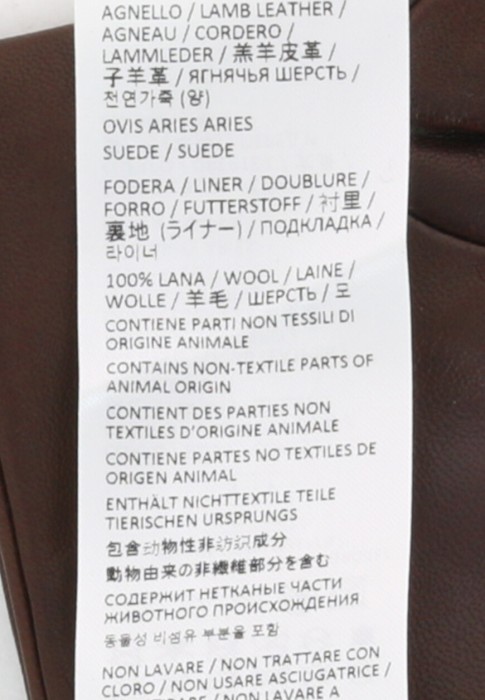 AGNELLO / LAMB LEATHER /
AGNEAU / CORDERO /
LAMMLEDER / 羔羊皮革 /
子羊革 / ЯГНЯЧЬЯ ШЕРСТЬ /
천연가죽 (양)
OVIS ARIES ARIES
SUEDE / SUEDE
FODERA / LINER / DOUBLURE /
FORRO / FUTTERSTOFF / 衬里 /
裏地 (ライナー) / ПОДКЛАДКА /
라이너
100% LANA / WOOL / LAINE /
WOLLE / 羊毛 / ШЕРСТЬ / 모
CONTIENE PARTI NON TESSILI DI
ORIGINE ANIMALE
CONTAINS NON-TEXTILE PARTS OF
ANIMAL ORIGIN
CONTIENT DES PARTIES NON
TEXTILES D'ORIGINE ANIMALE
CONTIENE PARTES NO TEXTILES DE
ORIGEN ANIMAL
ENTHÄLT NICHTTEXTILE TEILE
TIERISCHEN URSPRUNGS
包含动物性非纺织成分
動物由来の非繊維部分を含む
СОДЕРЖИТ НЕТКАНЫЕ ЧАСТИ
ЖИВОТНОГО ПРОИСХОЖДЕНИЯ
동물성 비섬유 부분을 포함
NON LAVARE / NON TRATTARE CON
CLORO / NON USARE ASCIUGATRICE /
NON LAVARE A